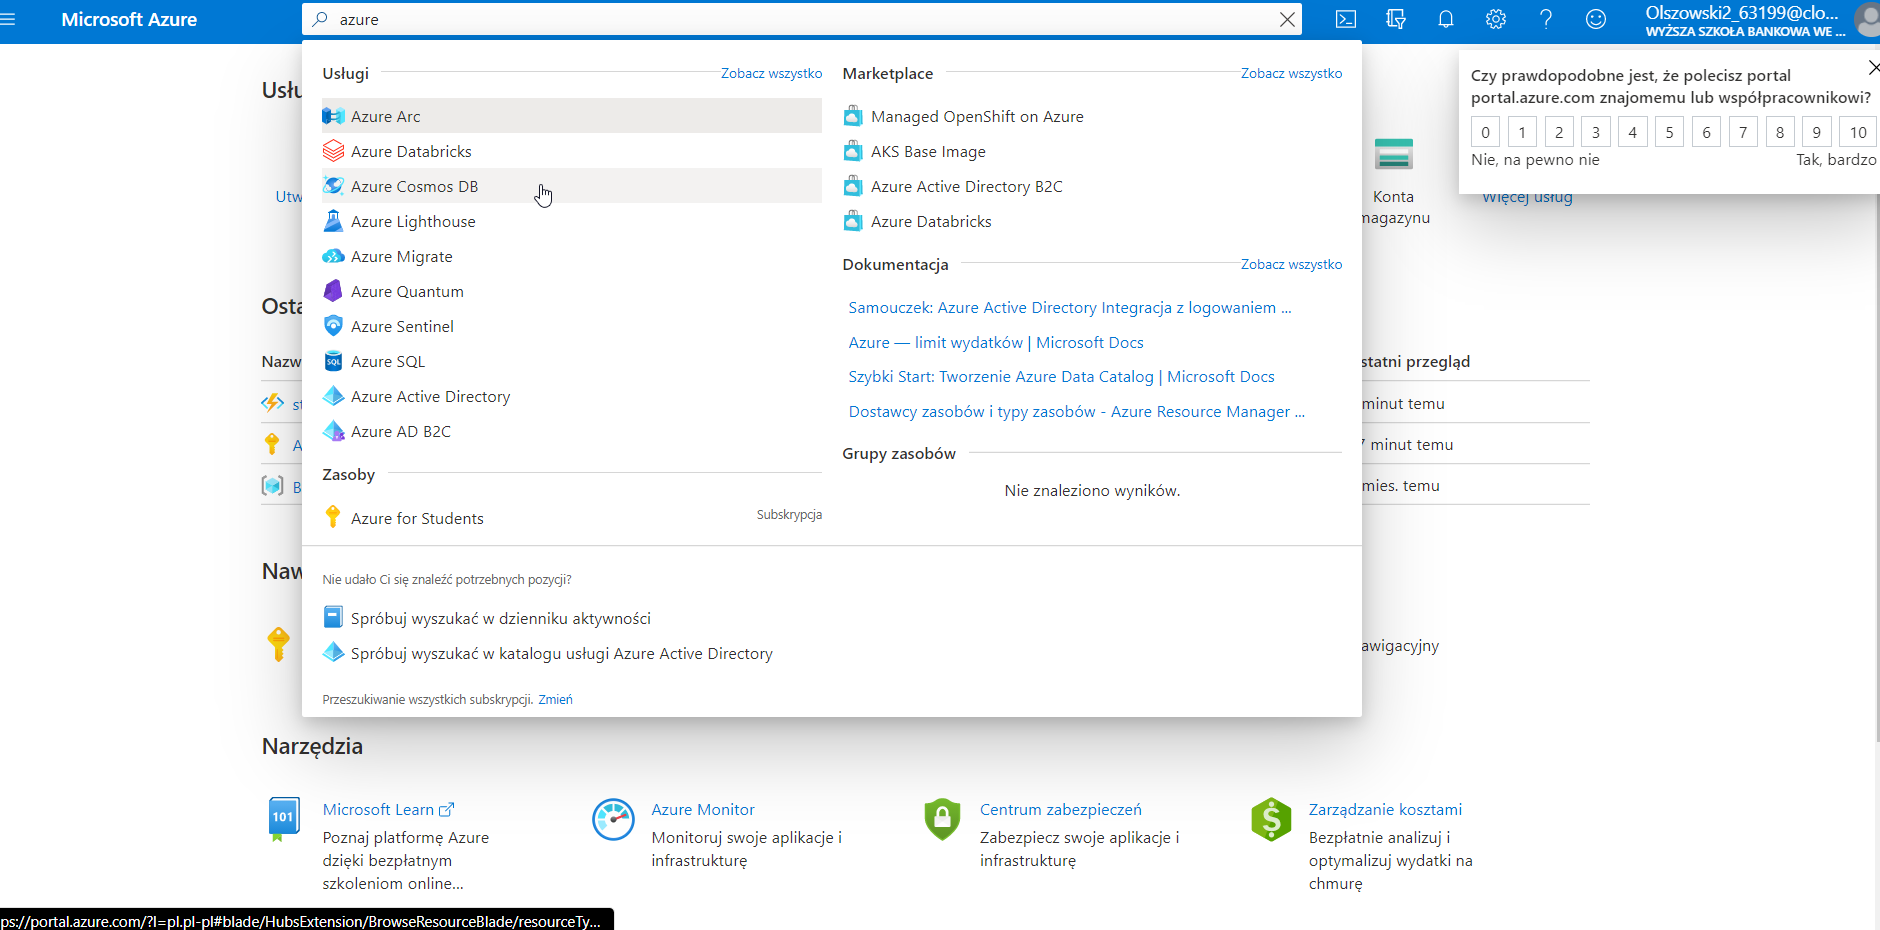 Microsoft Azure
azure
Olszowski2_63199@clo...
WYŻSZA SZKOŁA BANKOWA WE ...
Usługi
Zobacz wszystko
Azure Arc
Azure Databricks
Azure Cosmos DB
Azure Lighthouse
Azure Migrate
Azure Quantum
Azure Sentinel
Azure SQL
Azure Active Directory
Azure AD B2C
Zasoby
Azure for Students
Subskrypcja
Marketplace
Zobacz wszystko
Managed OpenShift on Azure
AKS Base Image
Azure Active Directory B2C
Azure Databricks
Dokumentacja
Zobacz wszystko
Samouczek: Azure Active Directory Integracja z logowaniem ...
Azure — limit wydatków | Microsoft Docs
Szybki Start: Tworzenie Azure Data Catalog | Microsoft Docs
Dostawcy zasobów i typy zasobów - Azure Resource Manager ...
Grupy zasobów
Nie znaleziono wyników.
Nie udało Ci się znaleźć potrzebnych pozycji?
Spróbuj wyszukać w dzienniku aktywności
Spróbuj wyszukać w katalogu usługi Azure Active Directory
Przeszukiwanie wszystkich subskrypcji. Zmień
Czy prawdopodobne jest, że polecisz portal
portal.azure.com znajomemu lub współpracownikowi?
0 1 2 3 4 5 6 7 8 9 10
Nie, na pewno nie
Tak, bardzo
Usłu
Utw
Konta
magazynu
Więcej usług
Osta
Nazw
statni przegląd
st
minut temu
A
7 minut temu
B
mies. temu
Naw
awigacyjny
Narzędzia
101
Microsoft Learn
Poznaj platformę Azure
dzięki bezpłatnym
szkoleniom online...
Azure Monitor
Monitoruj swoje aplikacje i
infrastrukturę
Centrum zabezpieczeń
Zabezpiecz swoje aplikacje i
infrastrukturę
Zarządzanie kosztami
Bezpłatnie analizuj i
optymalizuj wydatki na
chmurę
ps://portal.azure.com/?l=pl.pl-pl#blade/HubsExtension/BrowseResourceBlade/resourceTy...